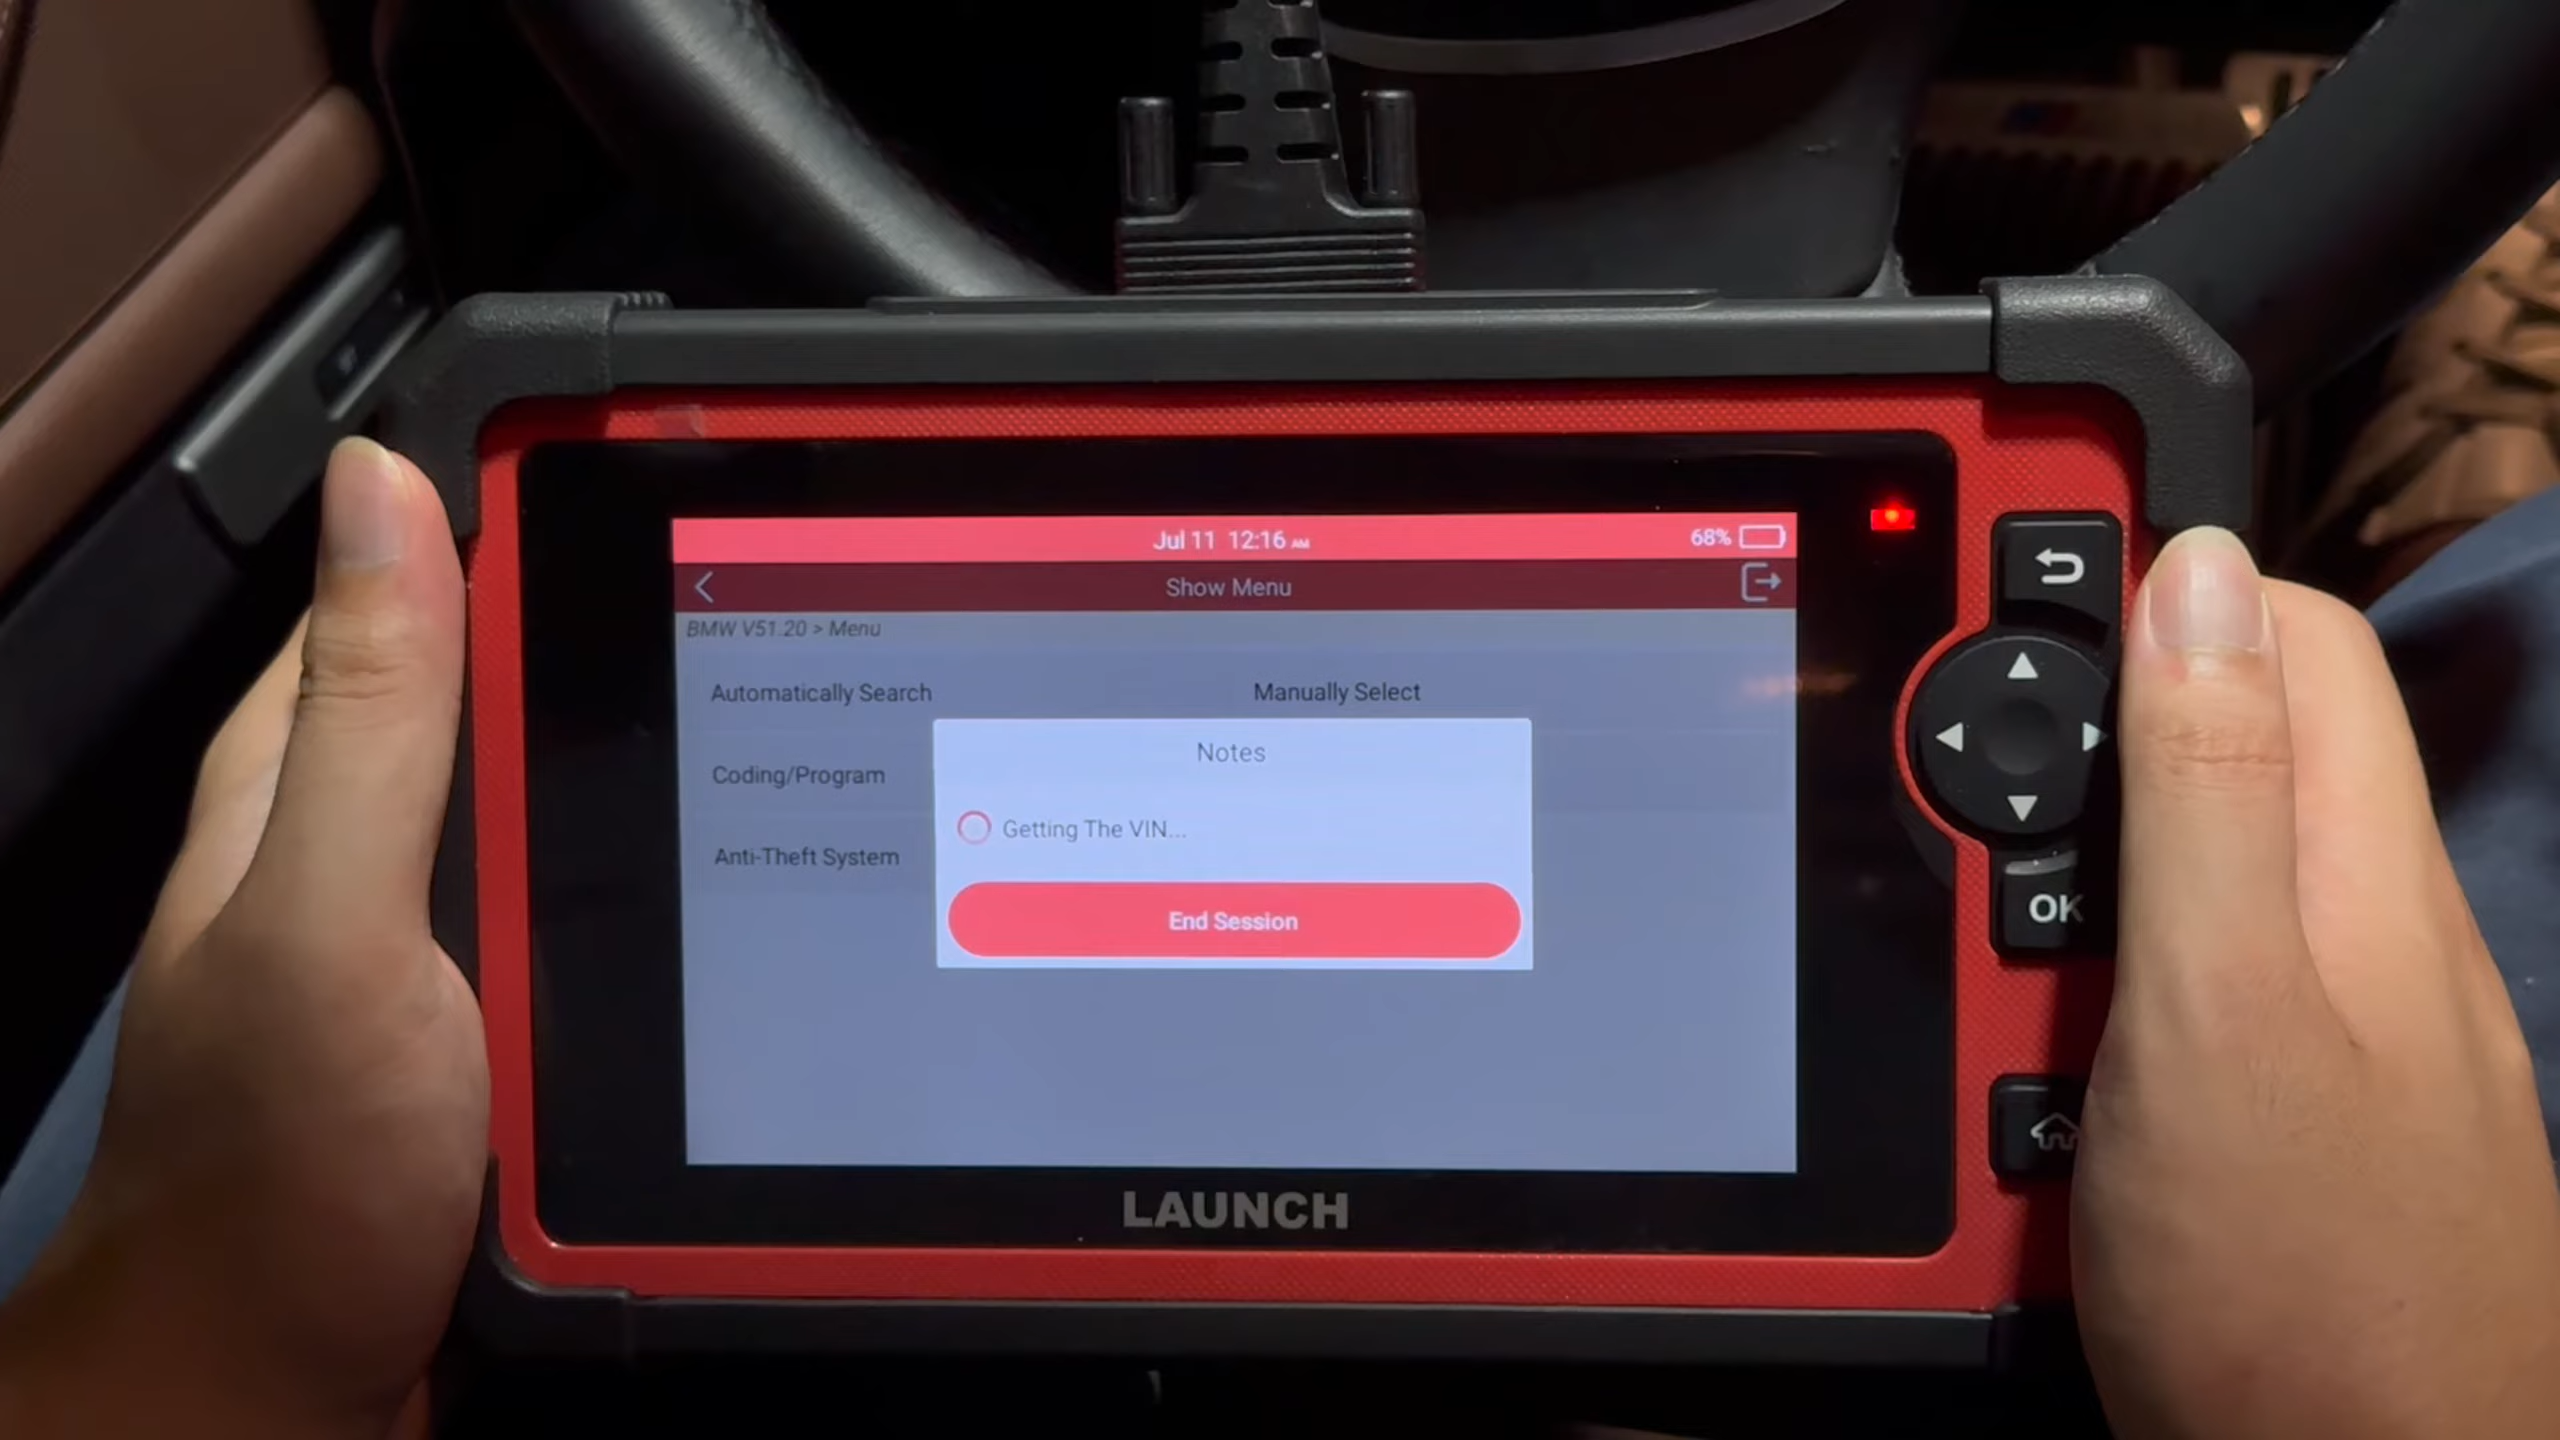 Jul 11 12:16 AM
68%
Show Menu
BMW V51.20 > Menu
Automatically Search
Manually Select
Coding/Program
Anti-Theft System
Notes
Getting The VIN...
End Session
OK
LAUNCH